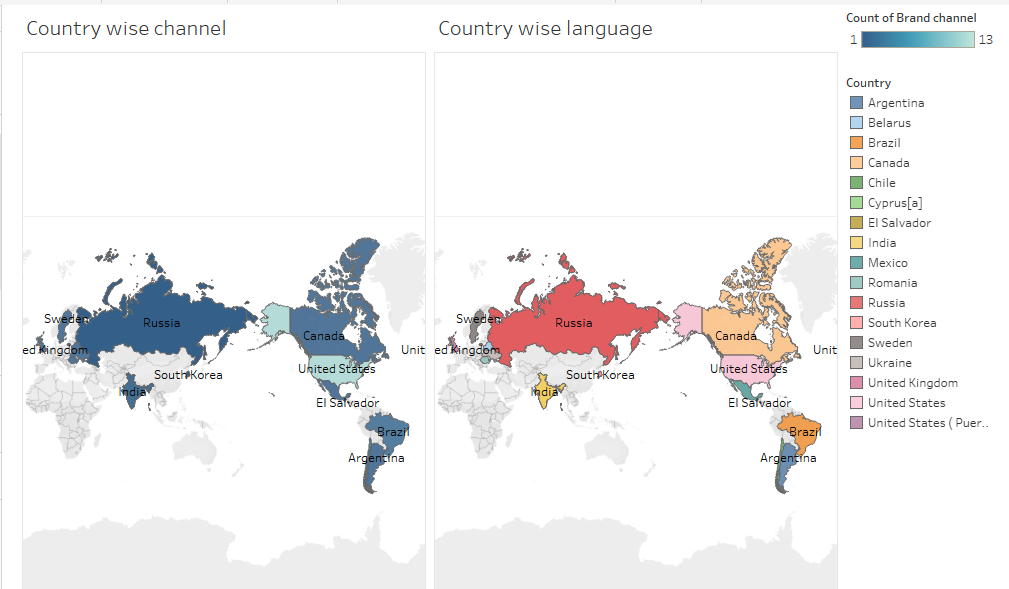 Country wise channel
Country wise language
Count of Brand channel
1 13
Country
Argentina
Belarus
Brazil
Canada
Chile
Cyprus[a]
El Salvador
India
Mexico
Romania
Russia
South Korea
Sweden
Ukraine
United Kingdom
United States
United States ( Puer..
Sweden
Russia
ed Kingdom
South Korea
India
Canada
Unit
United States
El Salvador
Brazil
Argentina
Sweden
Russia
ed Kingdom
South Korea
India
Canada
Unit
United States
El Salvador
Brazil
Argentina